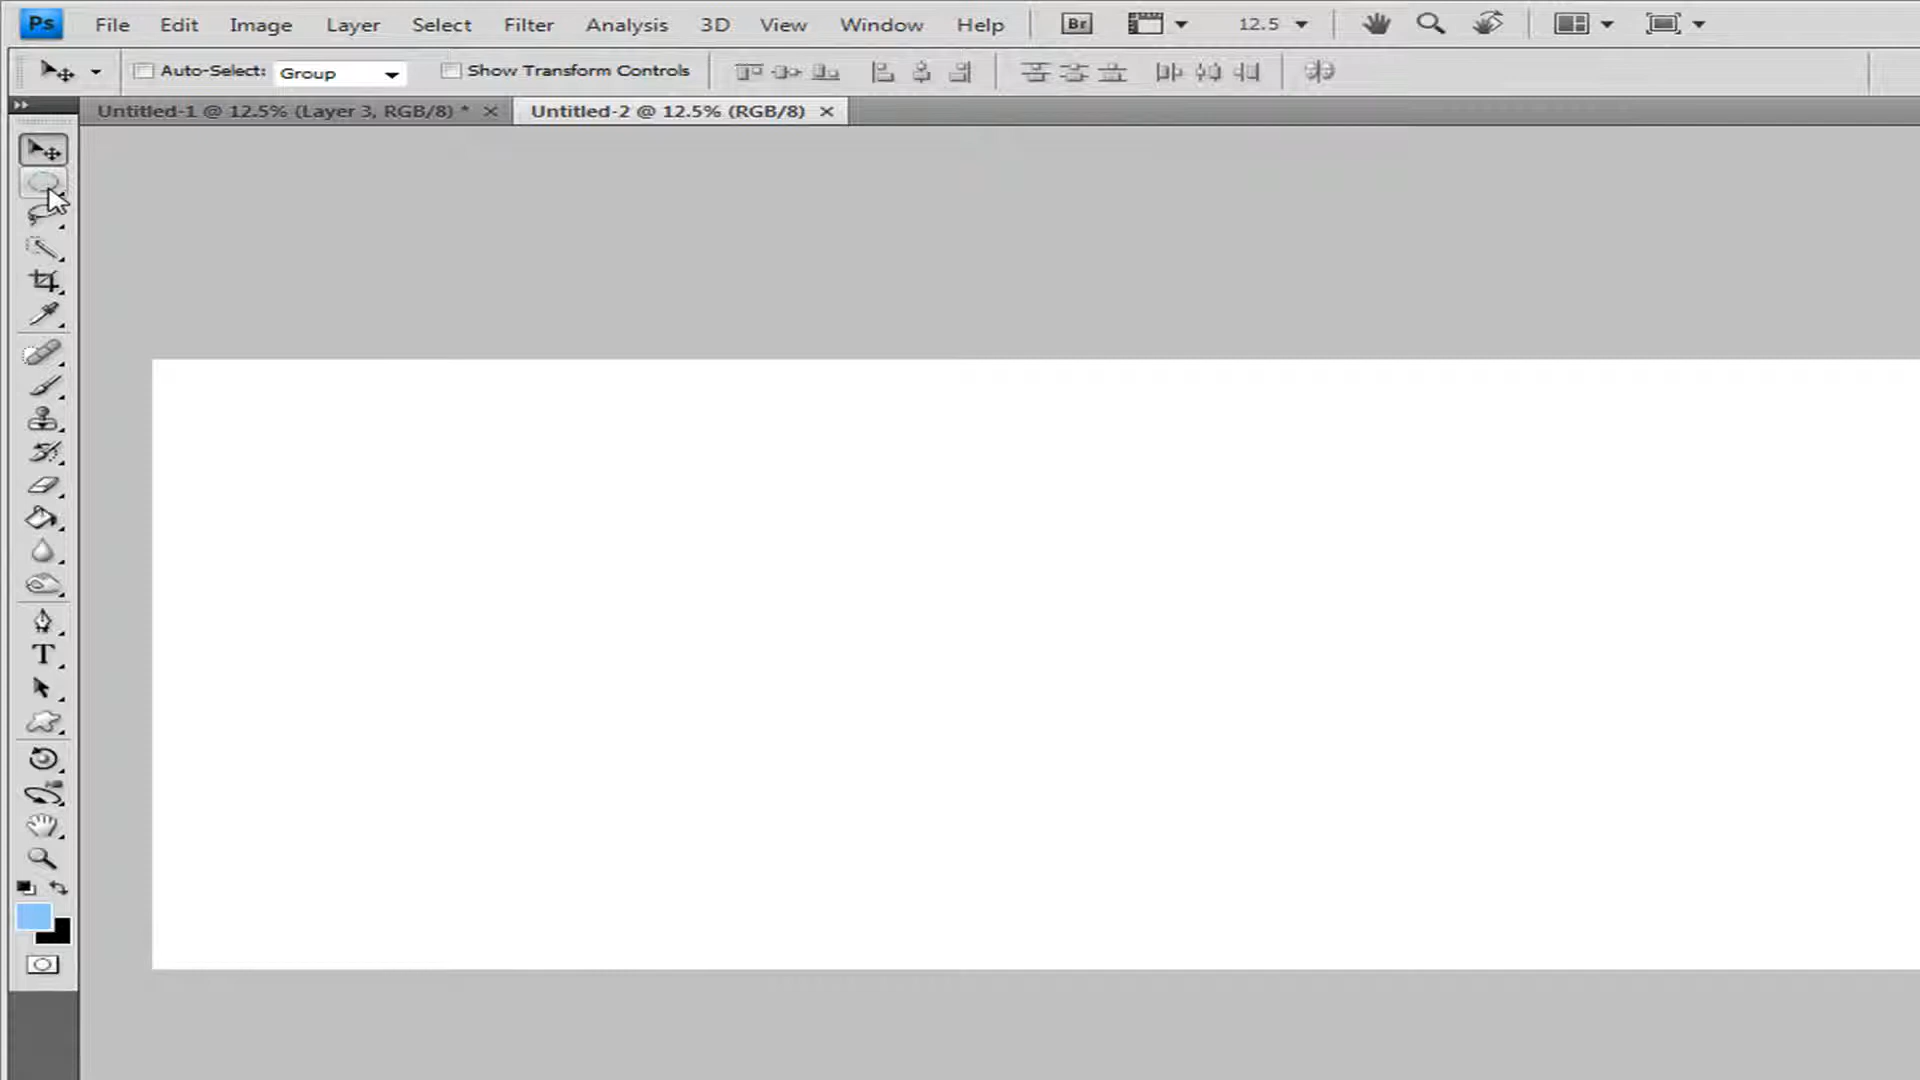 Ps File Edit Image Layer Select Filter Analysis 3D View Window Help Br 12.5
Auto-Select: Group Show Transform Controls
Untitled-1 @ 12.5% (Layer 3, RGB/8) * × Untitled-2 @ 12.5% (RGB/8) ×
T